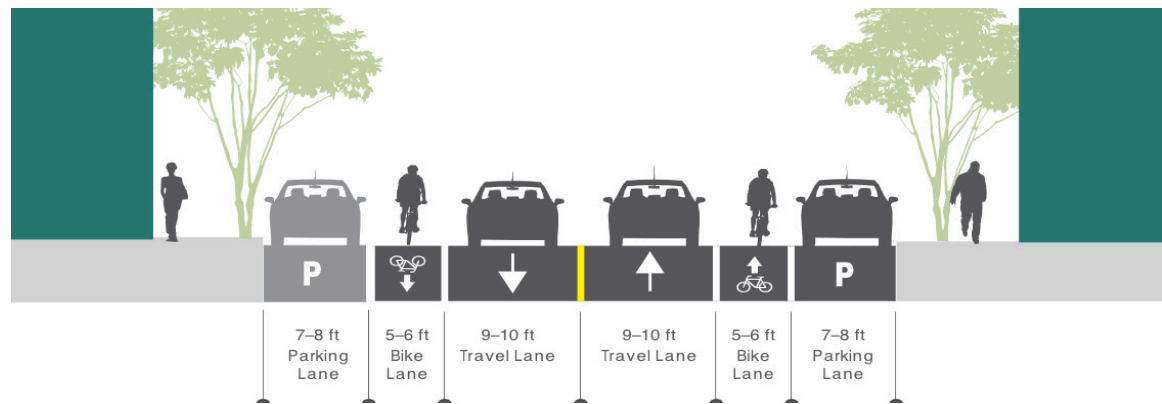 P
P
7–8 ft
Parking
Lane
5–6 ft
Bike
Lane
9–10 ft
Travel Lane
9–10 ft
Travel Lane
5–6 ft
Bike
Lane
7–8 ft
Parking
Lane